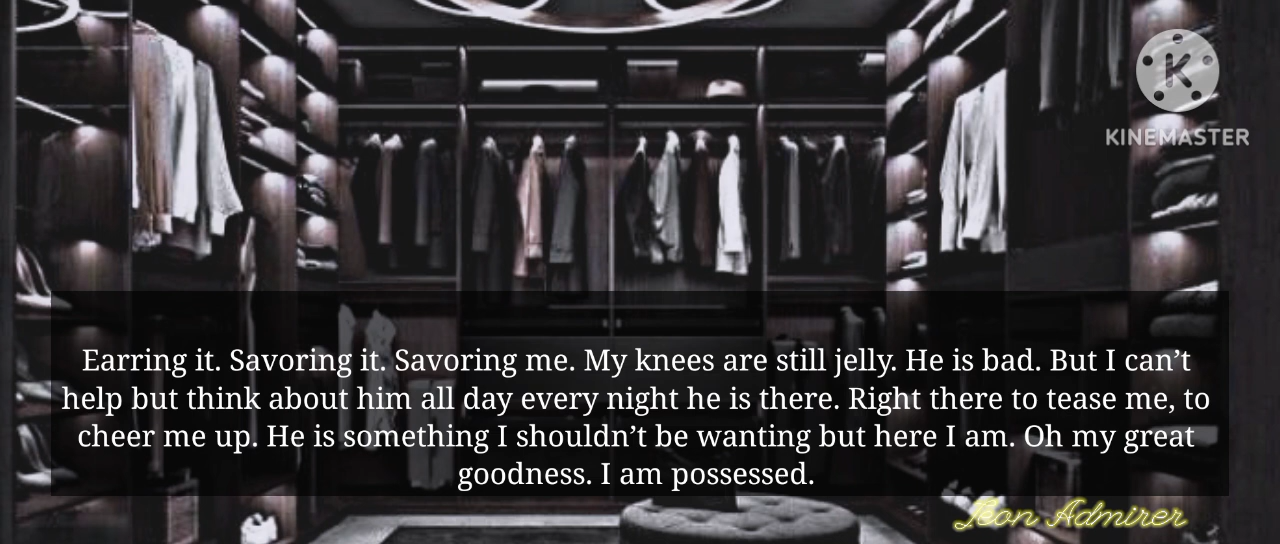 K
KINEMASTER
Earring it. Savoring it. Savoring me. My knees are still jelly. He is bad. But I can’t
help but think about him all day every night he is there. Right there to tease me, to
cheer me up. He is something I shouldn’t be wanting but here I am. Oh my great
goodness. I am possessed.
Leon Admirer